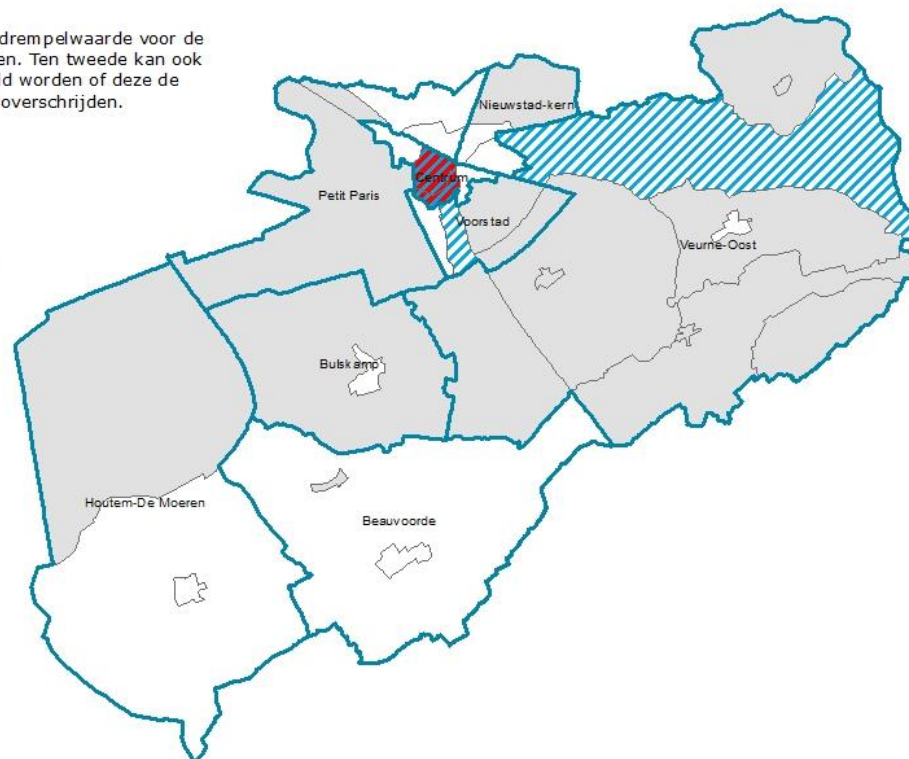 drempelwaarde voor de
en. Ten tweede kan ook
ld worden of deze de
overschrijden.
Nieuwstad-kern
Centrum
Petit Paris
Voorstad
Veurne-Oost
Bulskamp
Houtem-De Moeren
Beauvoorde